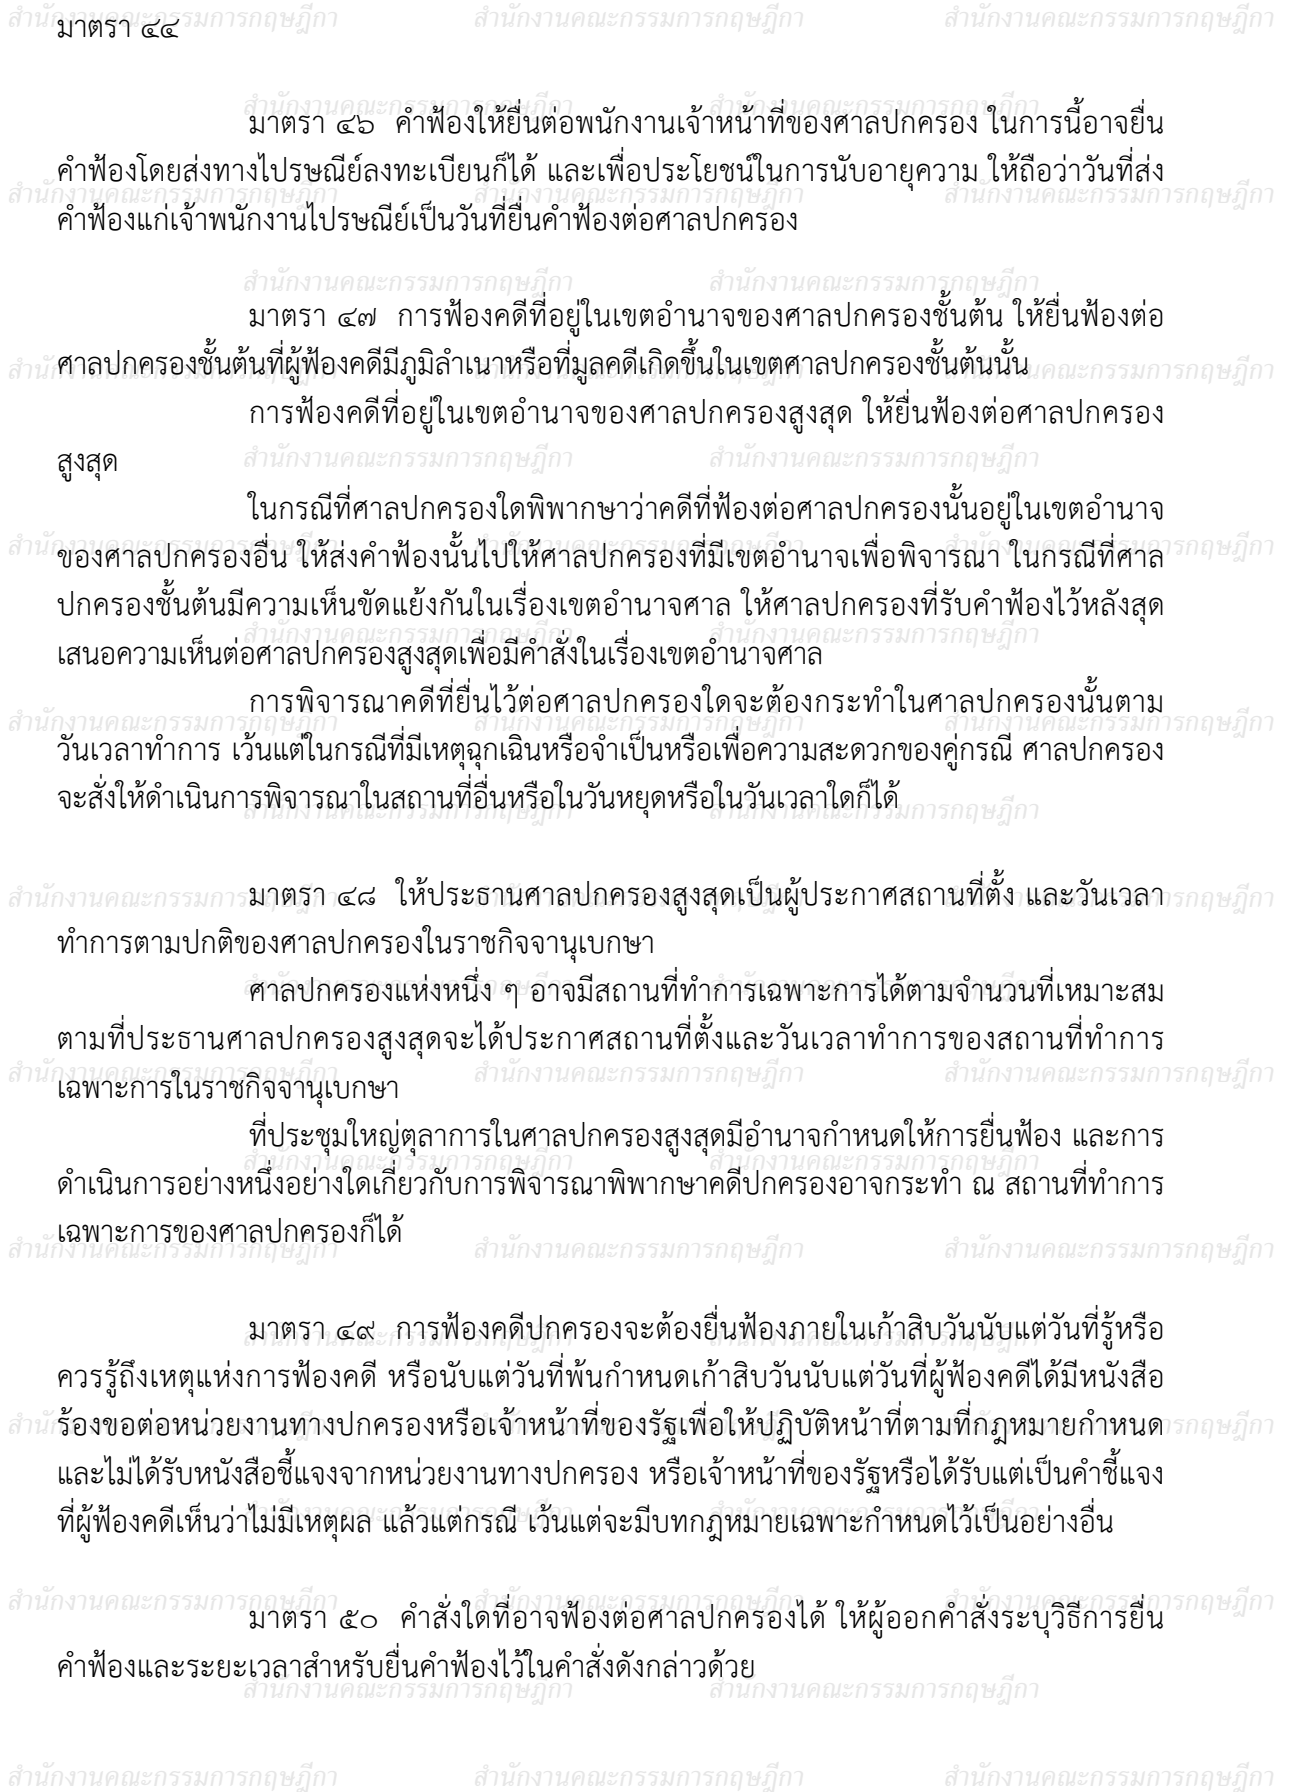 มาตรา ๔๔
มาตรา ๔๖ คำฟ้องให้ยื่นต่อพนักงานเจ้าหน้าที่ของศาลปกครอง ในการนี้อาจยื่น
คำฟ้องโดยส่งทางไปรษณีย์ลงทะเบียนก็ได้ และเพื่อประโยชน์ในการนับอายุความ ให้ถือว่าวันที่ส่ง
คำฟ้องแก่เจ้าพนักงานไปรษณีย์เป็นวันที่ยื่นคำฟ้องต่อศาลปกครอง
มาตรา ๔๗ การฟ้องคดีที่อยู่ในเขตอำนาจของศาลปกครองชั้นต้น ให้ยื่นฟ้องต่อ
ศาลปกครองชั้นต้นที่ผู้ฟ้องคดีมีภูมิลำเนาหรือที่มูลคดีเกิดขึ้นในเขตศาลปกครองชั้นต้นนั้น
การฟ้องคดีที่อยู่ในเขตอำนาจของศาลปกครองสูงสุด ให้ยื่นฟ้องต่อศาลปกครอง
สูงสุด
ในกรณีที่ศาลปกครองใดพิพากษาว่าคดีที่ฟ้องต่อศาลปกครองนั้นอยู่ในเขตอำนาจ
ของศาลปกครองอื่น ให้ส่งคำฟ้องนั้นไปให้ศาลปกครองที่มีเขตอำนาจเพื่อพิจารณา ในกรณีที่ศาล
ปกครองชั้นต้นมีความเห็นขัดแย้งกันในเรื่องเขตอำนาจศาล ให้ศาลปกครองที่รับคำฟ้องไว้หลังสุด
เสนอความเห็นต่อศาลปกครองสูงสุดเพื่อมีคำสั่งในเรื่องเขตอำนาจศาล
การพิจารณาคดีที่ยื่นไว้ต่อศาลปกครองใดจะต้องกระทำในศาลปกครองนั้นตาม
วันเวลาทำการ เว้นแต่ในกรณีที่มีเหตุฉุกเฉินหรือจำเป็นหรือเพื่อความสะดวกของคู่กรณี ศาลปกครอง
จะสั่งให้ดำเนินการพิจารณาในสถานที่อื่นหรือในวันหยุดหรือในวันเวลาใดก็ได้
มาตรา ๔๘ ให้ประธานศาลปกครองสูงสุดเป็นผู้ประกาศสถานที่ตั้ง และวันเวลา
ทำการตามปกติของศาลปกครองในราชกิจจานุเบกษา
ศาลปกครองแห่งหนึ่ง ๆ อาจมีสถานที่ทำการเฉพาะการได้ตามจำนวนที่เหมาะสม
ตามที่ประธานศาลปกครองสูงสุดจะได้ประกาศสถานที่ตั้งและวันเวลาทำการของสถานที่ทำการ
เฉพาะการในราชกิจจานุเบกษา
ที่ประชุมใหญ่ตุลาการในศาลปกครองสูงสุดมีอำนาจกำหนดให้การยื่นฟ้อง และการ
ดำเนินการอย่างหนึ่งอย่างใดเกี่ยวกับการพิจารณาพิพากษาคดีปกครองอาจกระทำ ณ สถานที่ทำการ
เฉพาะการของศาลปกครองก็ได้
มาตรา ๔๙ การฟ้องคดีปกครองจะต้องยื่นฟ้องภายในเก้าสิบวันนับแต่วันที่รู้หรือ
ควรรู้ถึงเหตุแห่งการฟ้องคดี หรือนับแต่วันที่พ้นกำหนดเก้าสิบวันนับแต่วันที่ผู้ฟ้องคดีได้มีหนังสือ
ร้องขอต่อหน่วยงานทางปกครองหรือเจ้าหน้าที่ของรัฐเพื่อให้ปฏิบัติหน้าที่ตามที่กฎหมายกำหนด
และไม่ได้รับหนังสือชี้แจงจากหน่วยงานทางปกครอง หรือเจ้าหน้าที่ของรัฐหรือได้รับแต่เป็นคำชี้แจง
ที่ผู้ฟ้องคดีเห็นว่าไม่มีเหตุผล แล้วแต่กรณี เว้นแต่จะมีบทกฎหมายเฉพาะกำหนดไว้เป็นอย่างอื่น
มาตรา ๕๐ คำสั่งใดที่อาจฟ้องต่อศาลปกครองได้ ให้ผู้ออกคำสั่งระบุวิธีการยื่น
คำฟ้องและระยะเวลาสำหรับยื่นคำฟ้องไว้ในคำสั่งดังกล่าวด้วย